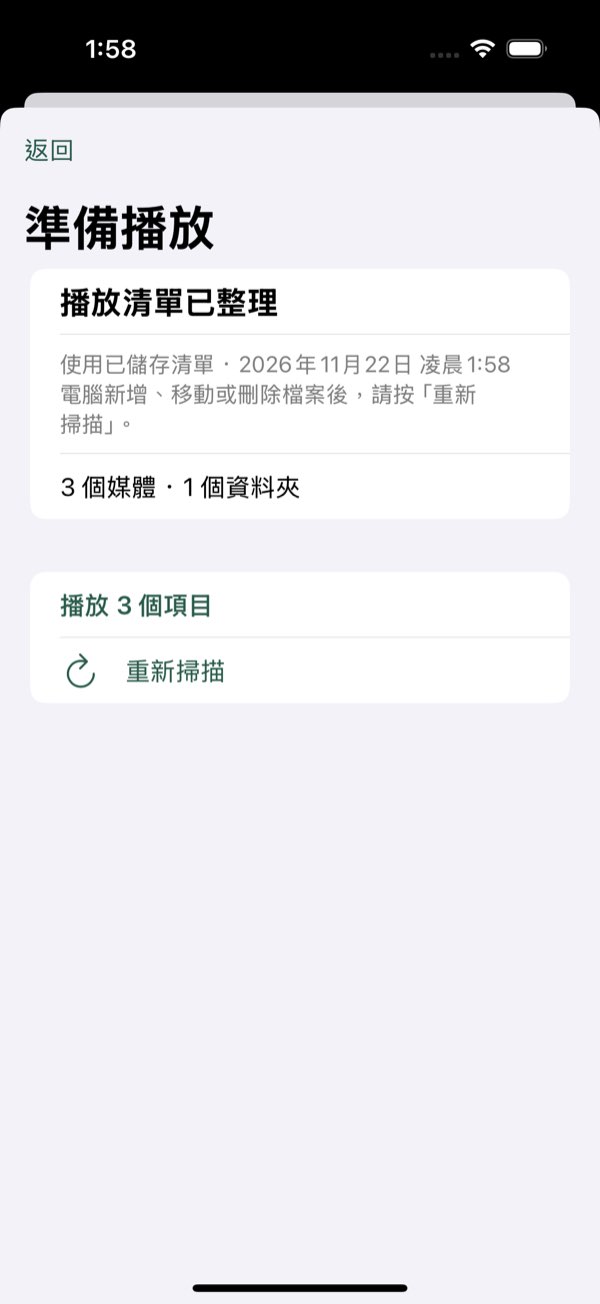 1:58
返回
準備播放
播放清單已整理
使用已儲存清單 · 2026年11月22日 凌晨1:58
電腦新增、移動或刪除檔案後，請按「重新
掃描」。
3 個媒體 · 1 個資料夾
播放 3 個項目
重新掃描